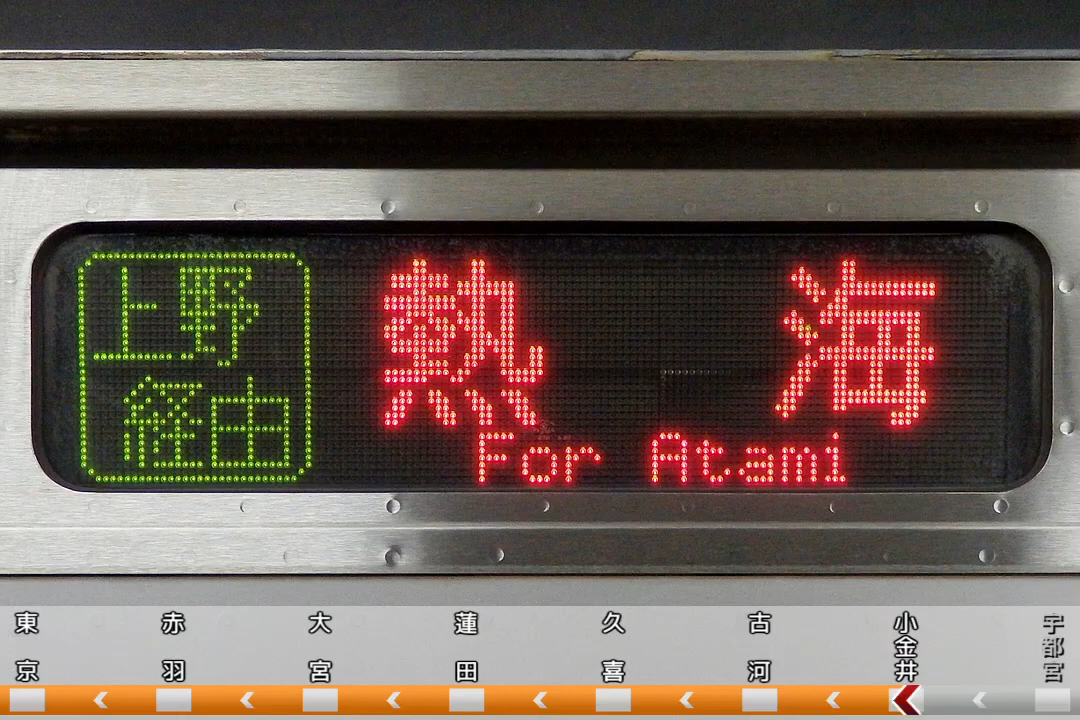 上野
経由
熱海
For Atami
東京
赤羽
大宮
蓮田
久喜
古河
小金井
宇都宮